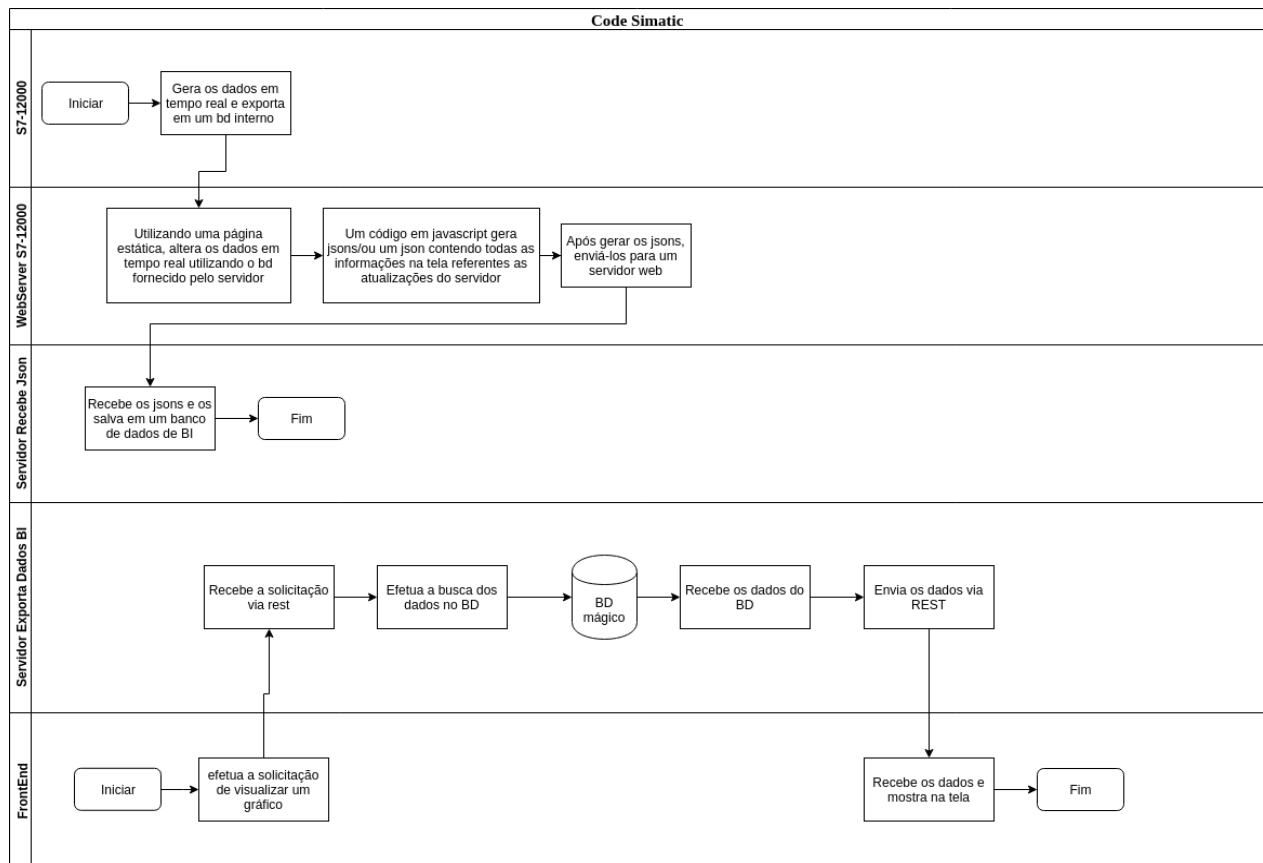 Code Simatic
S7-12000
Iniciar
Gera os dados em
tempo real e exporta
em um bd interno
WebServer S7-12000
Utilizando uma página
estática, altera os dados em
tempo real utilizando o bd
fornecido pelo servidor
Um código em javascript gera
jsons/ou um json contendo todas as
informações na tela referentes as
atualizações do servidor
Após gerar os jsons,
enviá-los para um
servidor web
Servidor Recebe Json
Recebe os jsons e os
salva em um banco
de dados de BI
Fim
Servidor Exporta Dados BI
Recebe a solicitação
via rest
Efetua a busca dos
dados no BD
BD
mágico
Recebe os dados do
BD
Envia os dados via
REST
FrontEnd
Iniciar
efetua a solicitação
de visualizar um
gráfico
Recebe os dados e
mostra na tela
Fim